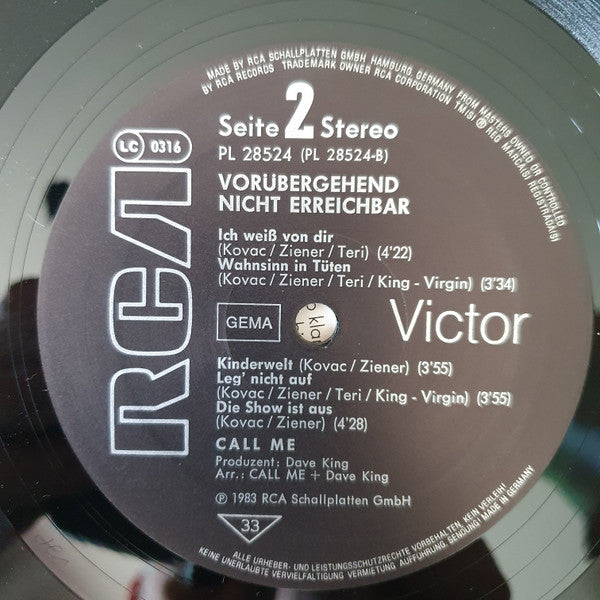 MADE BY RCA SCHALLPLATTEN GMBH HAMBURG, GERMANY, FROM MASTERS OWNED OR CONTROLLED
BY RCA RECORDS TRADEMARK OWNER RCA CORPORATION TM(S) ® REG MARCA(S) REGISTRADA(S)
Seite 2 Stereo
LC 0316
PL 28524 (PL 28524-B)
VORÜBERGEHEND
NICHT ERREICHBAR
Ich weiß von dir
(Kovac/Ziener/Teri) (4'22)
Wahnsinn in Tüten
(Kovac/Ziener/Teri/King-Virgin) (3'34)
RCA
GEMA
Victor
Kinderwelt (Kovac/Ziener) (3'55)
Leg' nicht auf
(Kovac/Ziener/Teri/King-Virgin) (3'55)
Die Show ist aus
(Kovac/Ziener) (4'28)
CALL ME
Produzent: Dave King
Arr.: CALL ME + Dave King
℗ 1983 RCA Schallplatten GmbH
33
ALLE URHEBER- UND LEISTUNGSSCHUTZRECHTE VORBEHALTEN, KEIN VERLEIH!
KEINE UNERLAUBTE VERVIELFÄLTIGUNG, VERMIETUNG, AUFFÜHRUNG, SENDUNG! MADE IN GERMANY